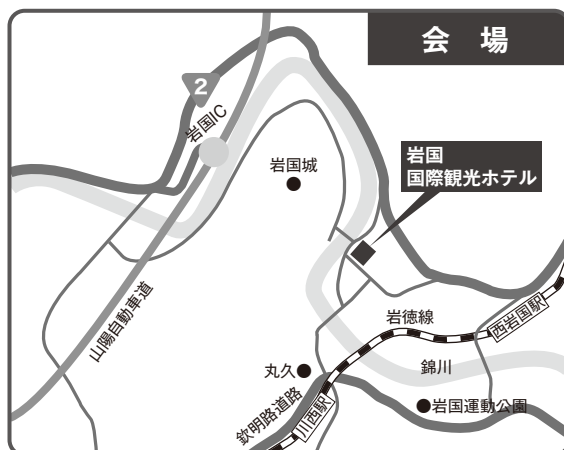 会　場
2
岩国IC
岩国城
岩国
国際観光ホテル
山陽自動車道
岩徳線
西岩国駅
錦川
丸久
岩国運動公園
欽明路道路
川西駅